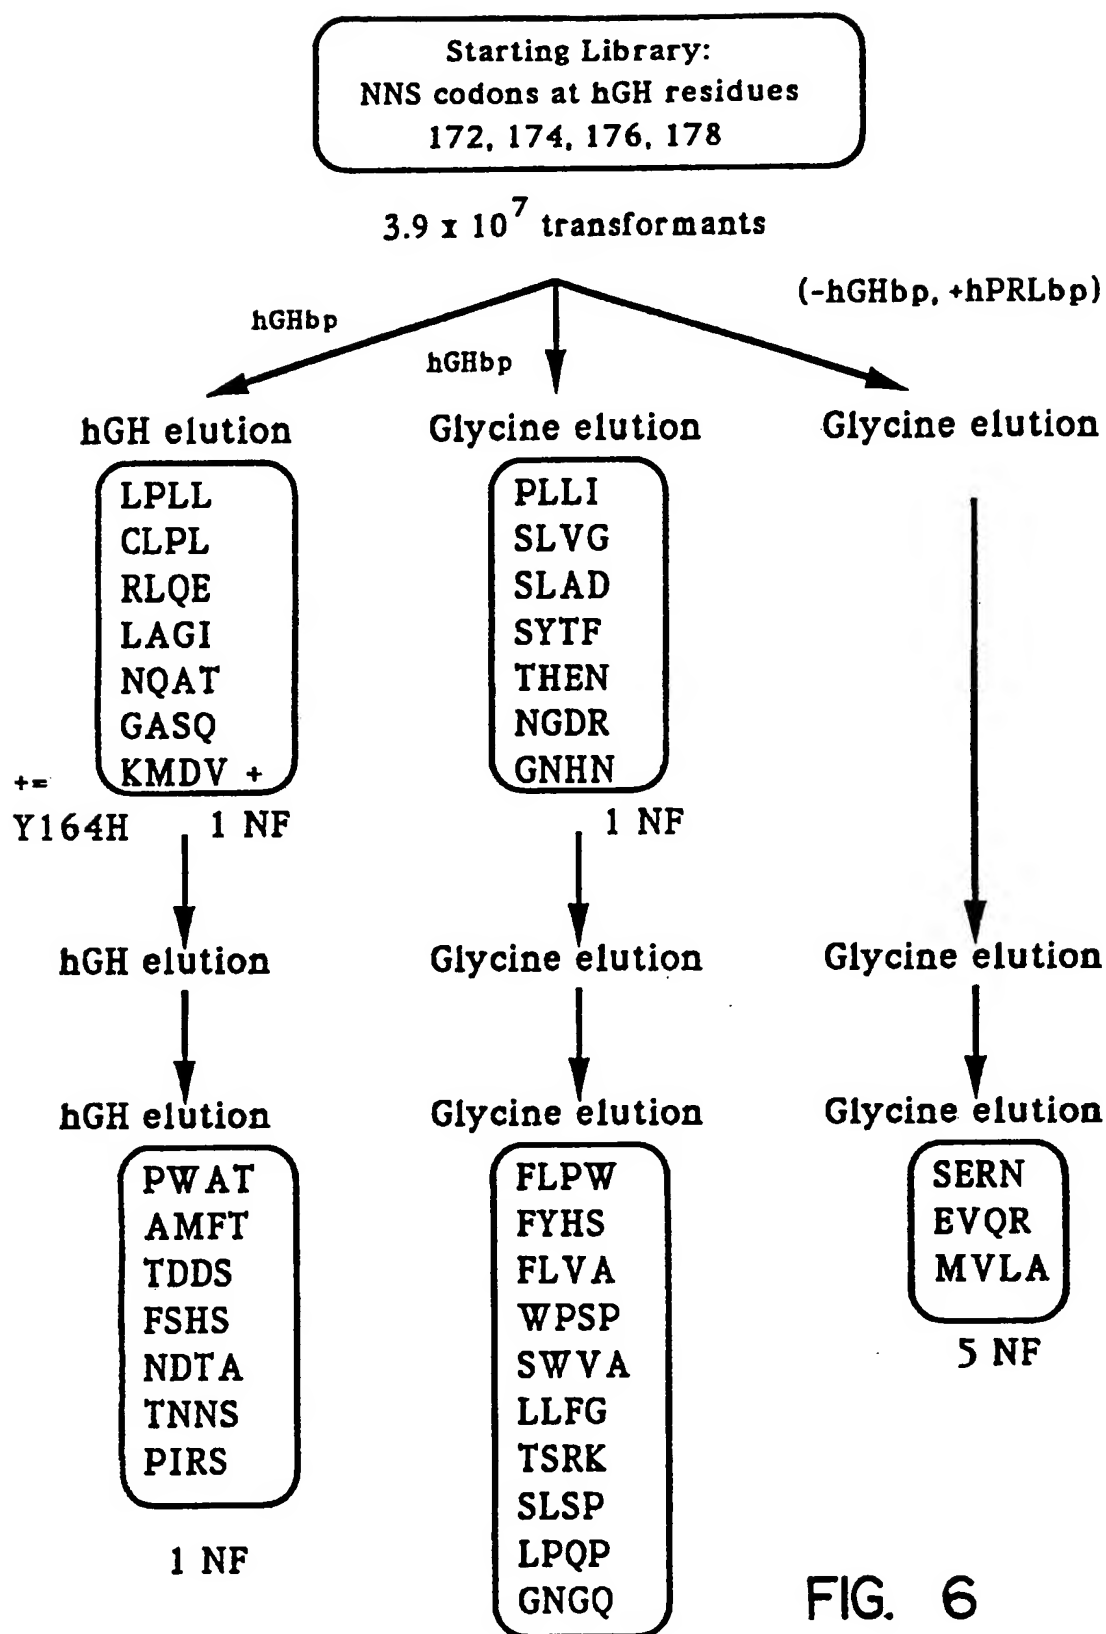 Starting Library:
NNS codons at hGH residues
172, 174, 176, 178
3.9 x 10^7 transformants
(-hGHbp, +hPRLbp)
hGHbp
hGHbp
hGH elution
LPLL
CLPL
RLQE
LAGI
NQAT
GASQ
KMDV +
+=
Y164H
1 NF
Glycine elution
PLLI
SLVG
SLAD
SYTF
THEN
NGDR
GNHN
1 NF
Glycine elution
hGH elution
Glycine elution
Glycine elution
hGH elution
PWAT
AMFT
TDDS
FSHS
NDTA
TNNS
PIRS
1 NF
Glycine elution
FLPW
FYHS
FLVA
WPSP
SWVA
LLFG
TSRK
SLSP
LPQP
GNGQ
Glycine elution
SERN
EVQR
MVLA
5 NF
FIG. 6